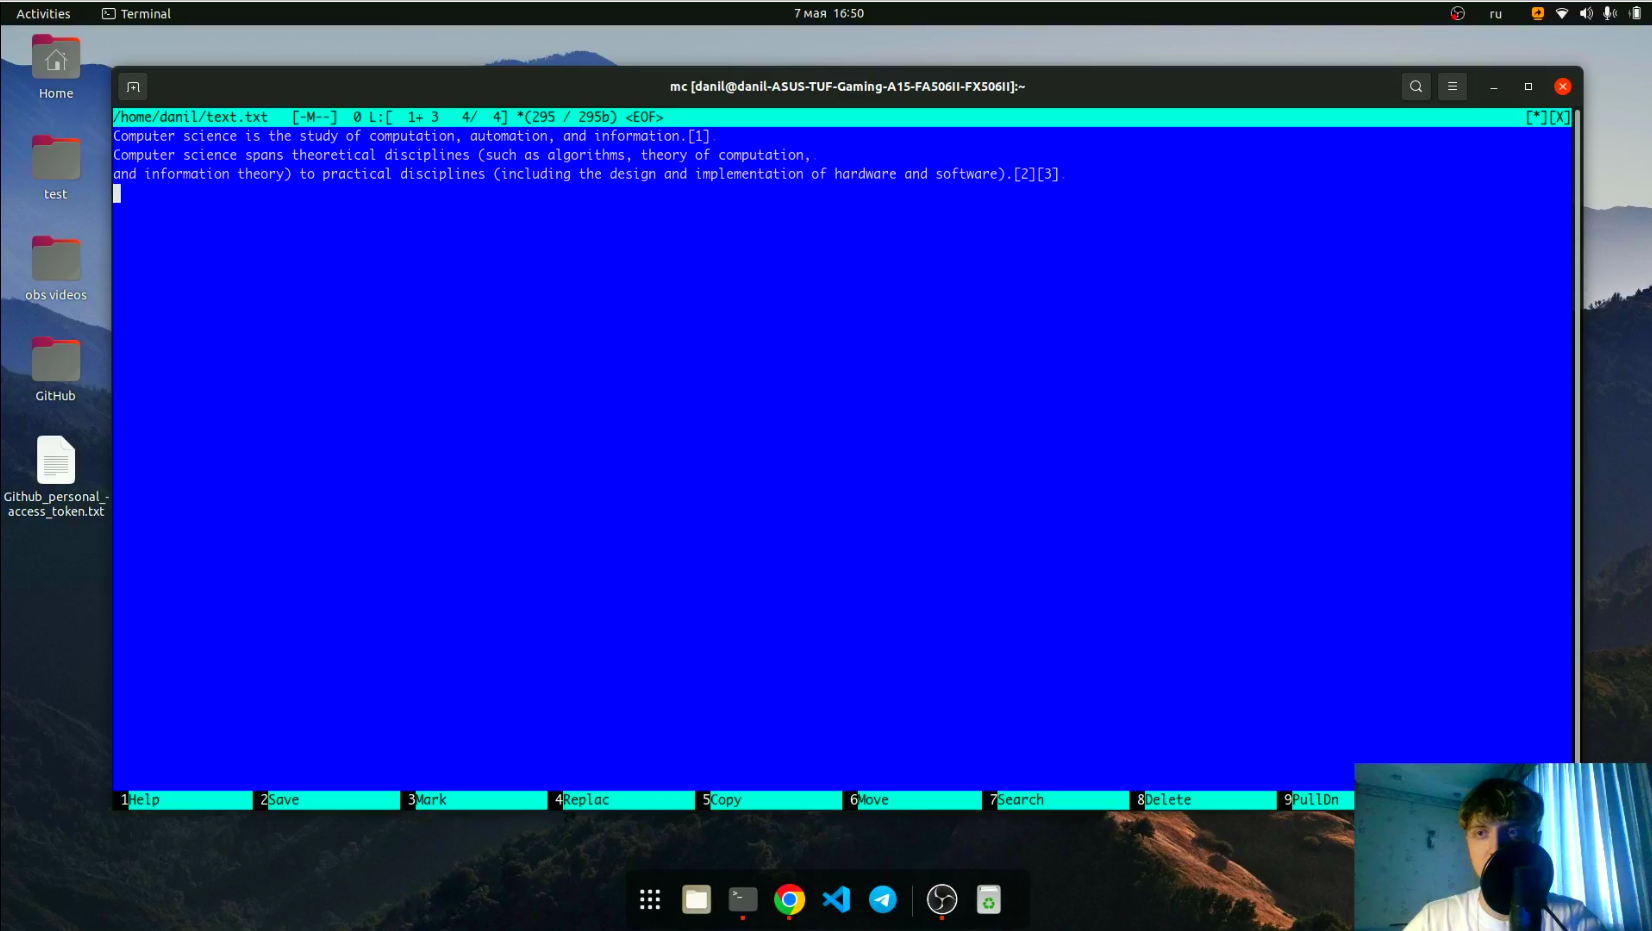 Activities
Terminal
7 мая 16:50
ru
Home
test
obs videos
GitHub
Github_personal_-
access_token.txt
mc [danil@danil-ASUS-TUF-Gaming-A15-FA506II-FX506II]:~
/home/danil/text.txt [-M--] 0 L:[ 1+ 3 4/ 4] *(295 / 295b) <EOF> [*][X]
Computer science is the study of computation, automation, and information.[1]
Computer science spans theoretical disciplines (such as algorithms, theory of computation,
and information theory) to practical disciplines (including the design and implementation of hardware and software).[2][3]
1Help 2Save 3Mark 4Replac 5Copy 6Move 7Search 8Delete 9PullDn